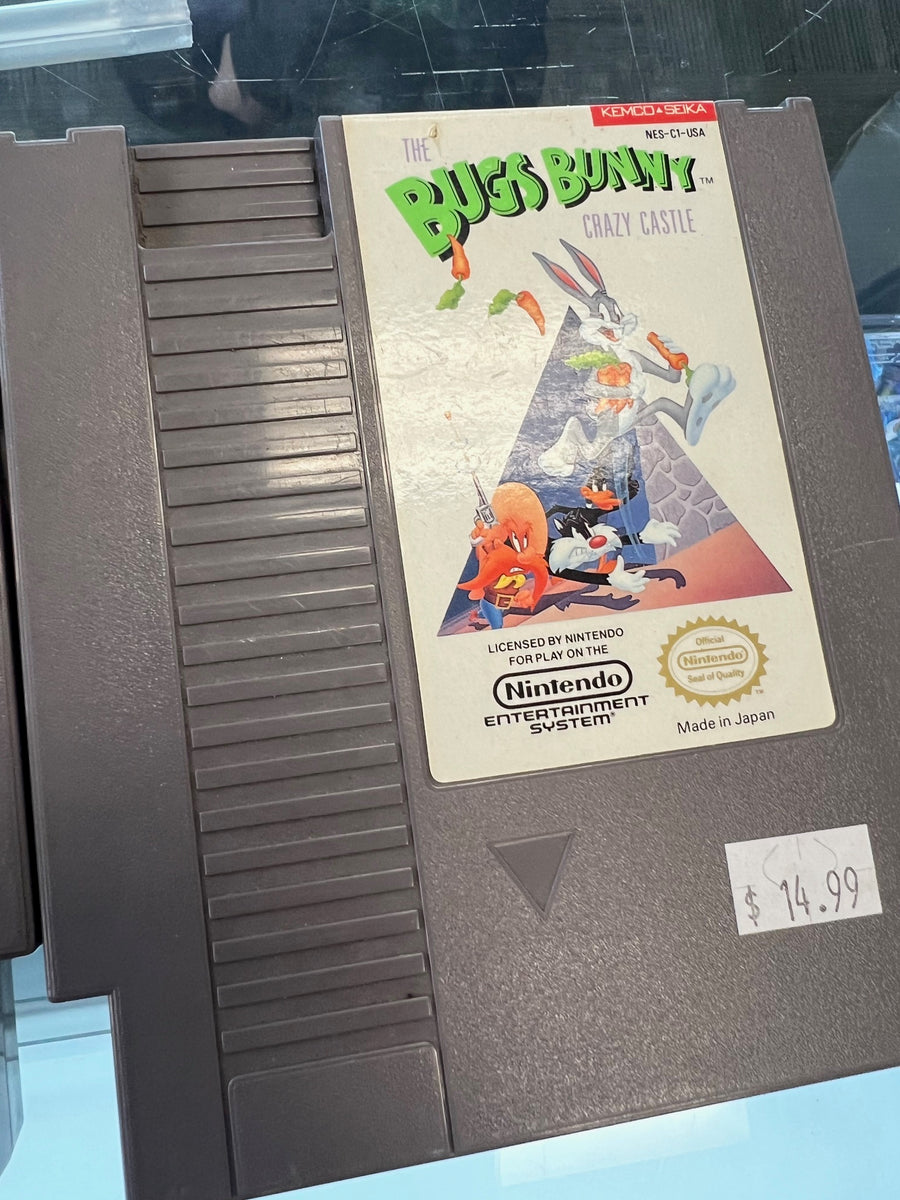 KEMCO▲SEIKA
NES-C1-USA
THE
BUGS BUNNY™
CRAZY CASTLE
LICENSED BY NINTENDO
FOR PLAY ON THE
Nintendo
ENTERTAINMENT
SYSTEM®
Official
Nintendo
Seal of Quality
™
Made in Japan
$ 14.99